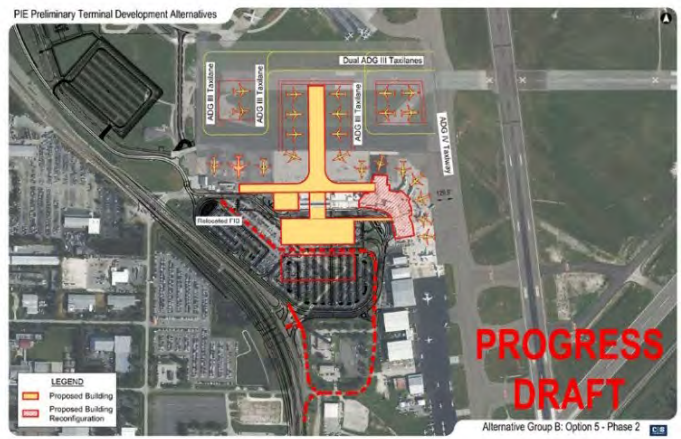 PIE Preliminary Terminal Development Alternatives
Dual ADG III Taxilanes
ADG III Taxilane
ADG III Taxilane
ADG III Taxilane
ADG IV Taxiway
Relocated
LEGEND
Proposed Building
Proposed Building
Reconfiguration
PROGRESS
DRAFT
Alternative Group B: Option 5 - Phase 2